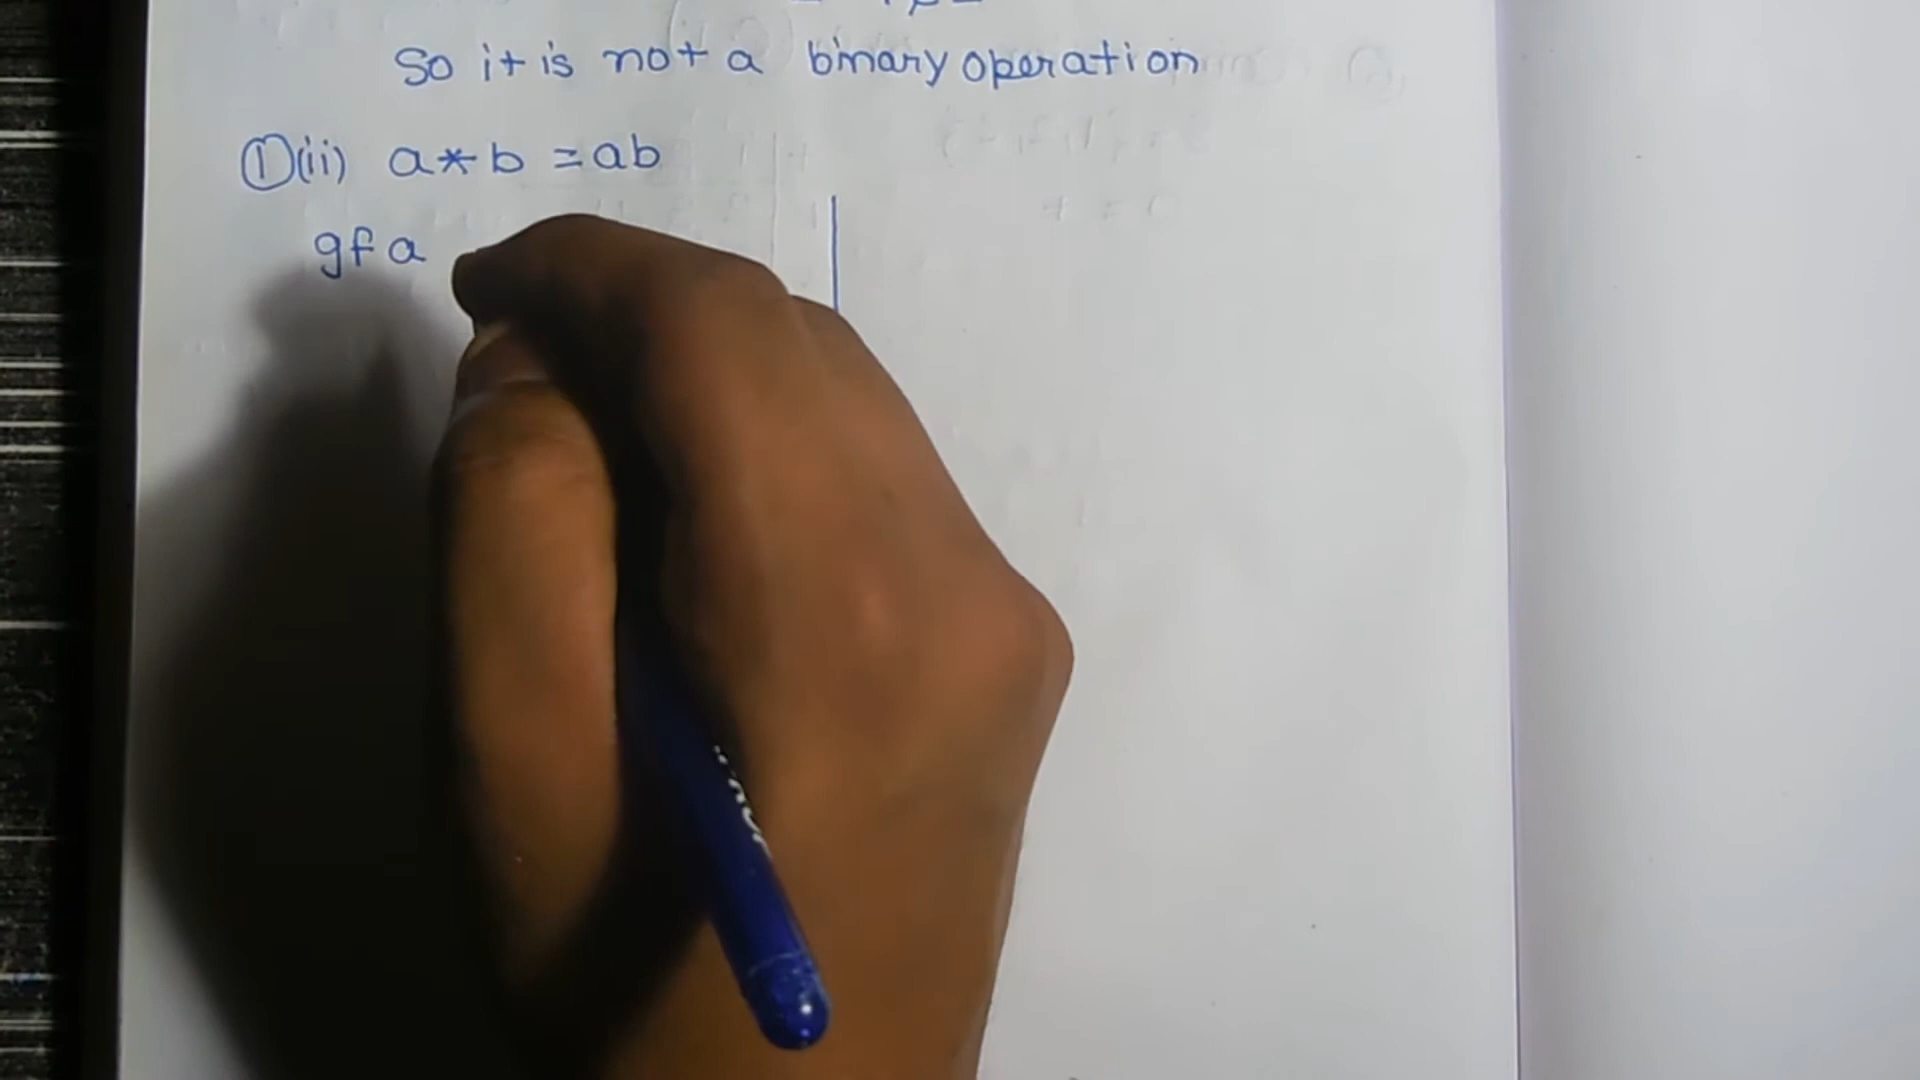 So it is not a binary operation
①(ii) a*b = ab
gf a